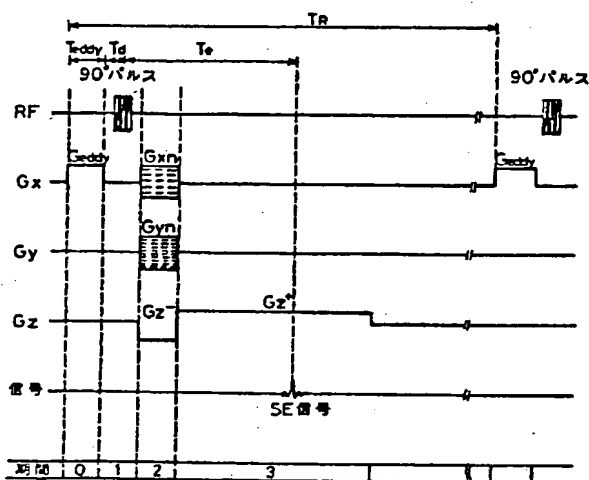 TR
Teddy Td Te
90°パルス 90°パルス
RF
Geddy Gxn Geddy
Gx
Gyn
Gy
Gz⁻ Gz⁺
Gz
信号
SE信号
期間 0 1 2 3